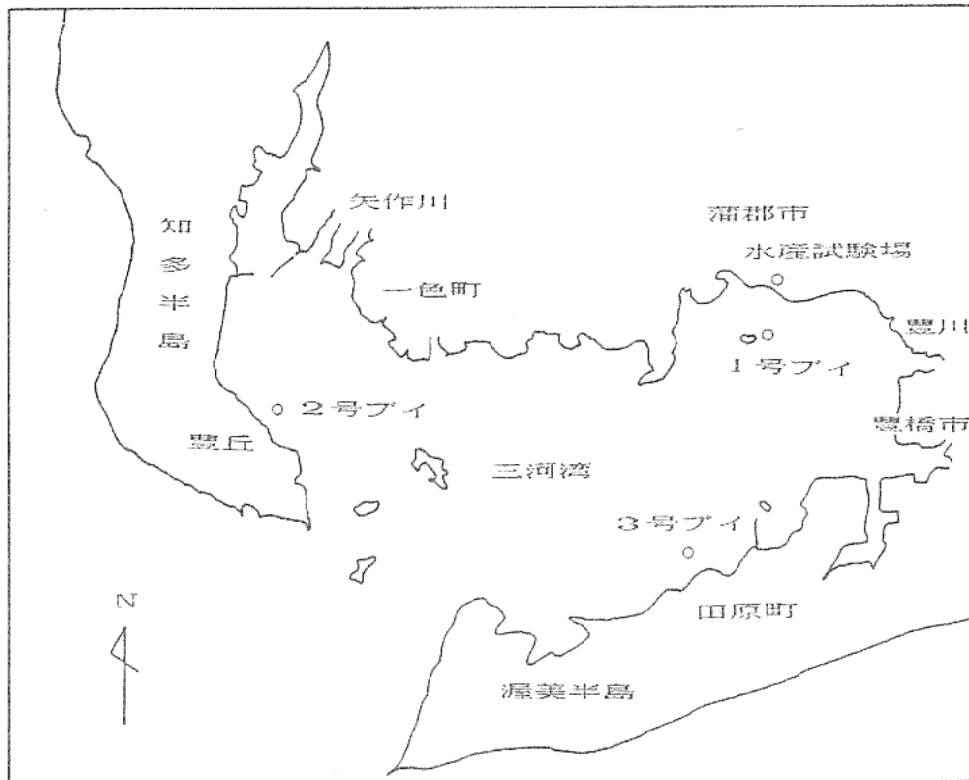 矢作川
蒲郡市
水産試験場
知多半島
一色町
豊川
1号ブイ
2号ブイ
豊橋市
豊丘
三河湾
3号ブイ
N
田原町
渥美半島